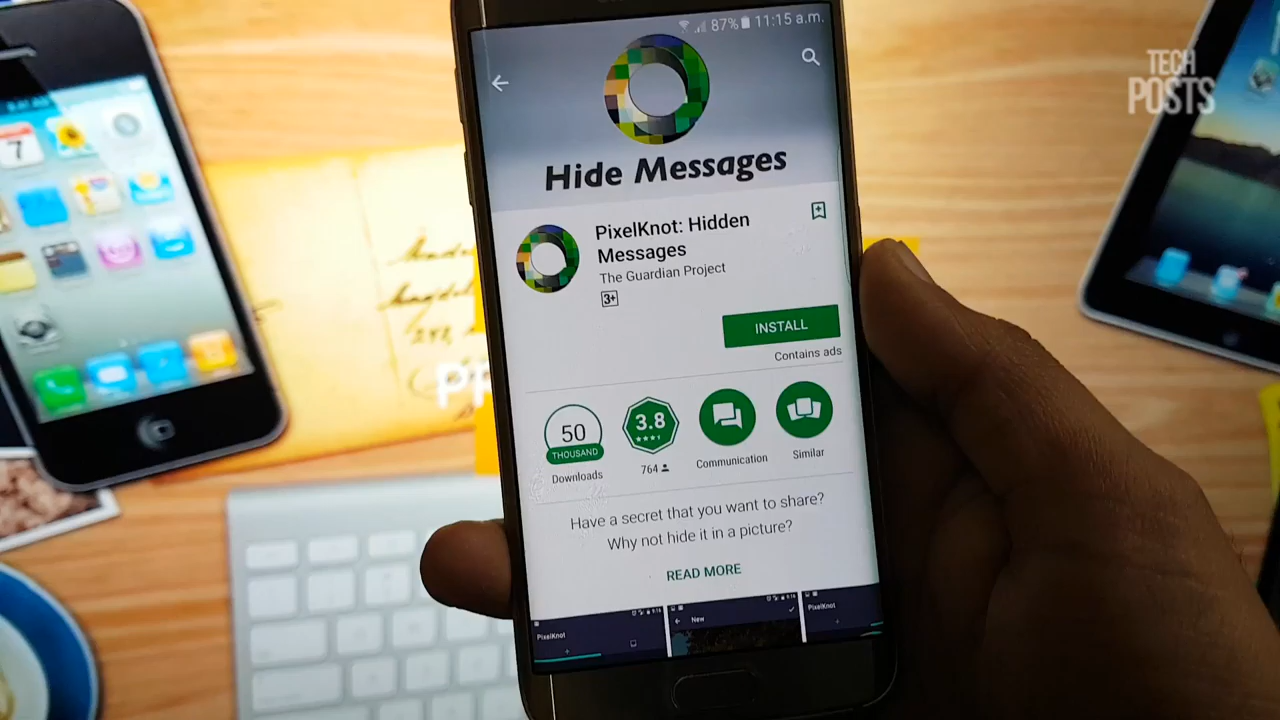 87% 11:15 a.m.
TECH
POSTS
Hide Messages
PixelKnot: Hidden
Messages
The Guardian Project
3+
INSTALL
Contains ads
50
THOUSAND
Downloads
3.8
764
Communication
Similar
Have a secret that you want to share?
Why not hide it in a picture?
READ MORE
PixelKnot
New
PixelKnot
7